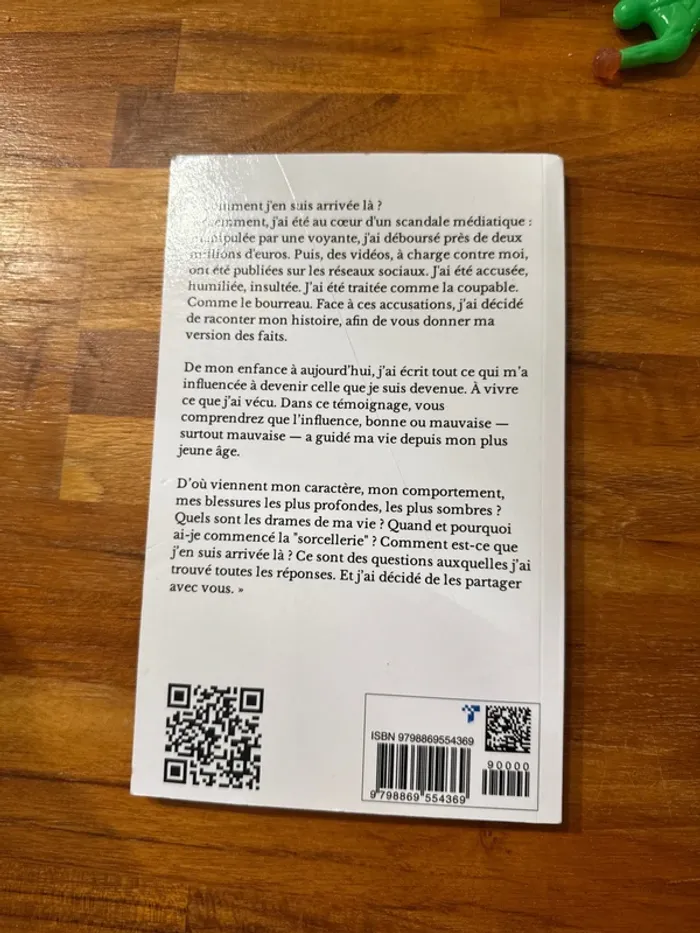 j'en suis arrivée là ?
j'ai été au cœur d'un scandale médiatique :
manipulée par une voyante, j'ai déboursé près de deux
millions d'euros. Puis, des vidéos, à charge contre moi,
ont été publiées sur les réseaux sociaux. J'ai été accusée,
humiliée, insultée. J'ai été traitée comme la coupable.
Comme le bourreau. Face à ces accusations, j'ai décidé
de raconter mon histoire, afin de vous donner ma
version des faits.
De mon enfance à aujourd'hui, j'ai écrit tout ce qui m'a
influencée à devenir celle que je suis devenue. À vivre
ce que j'ai vécu. Dans ce témoignage, vous
comprendrez que l'influence, bonne ou mauvaise —
surtout mauvaise — a guidé ma vie depuis mon plus
jeune âge.
D'où viennent mon caractère, mon comportement,
mes blessures les plus profondes, les plus sombres ?
Quels sont les drames de ma vie ? Quand et pourquoi
ai-je commencé la "sorcellerie" ? Comment est-ce que
j'en suis arrivée là ? Ce sont des questions auxquelles j'ai
trouvé toutes les réponses. Et j'ai décidé de les partager
avec vous. »
ISBN 9798869554369
90000
9 798869 554369